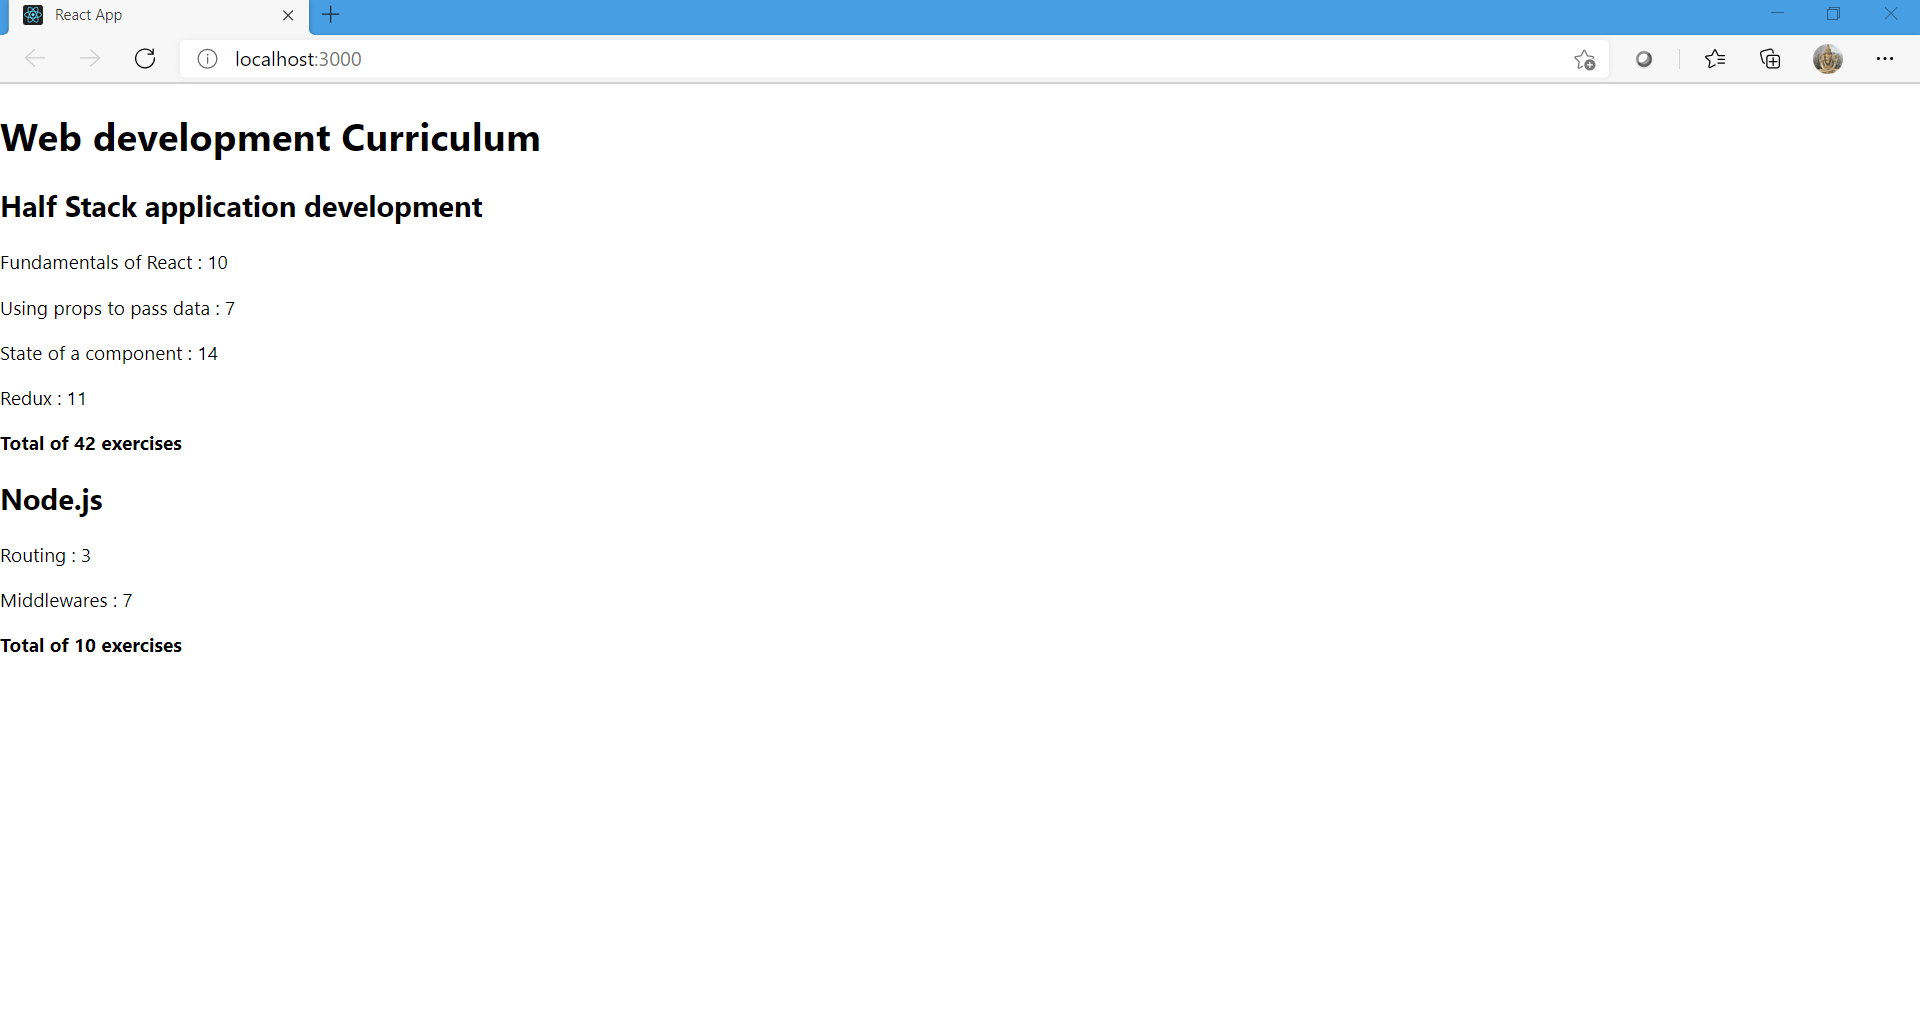 React App
localhost:3000
Web development Curriculum
Half Stack application development
Fundamentals of React : 10
Using props to pass data : 7
State of a component : 14
Redux : 11
Total of 42 exercises
Node.js
Routing : 3
Middlewares : 7
Total of 10 exercises